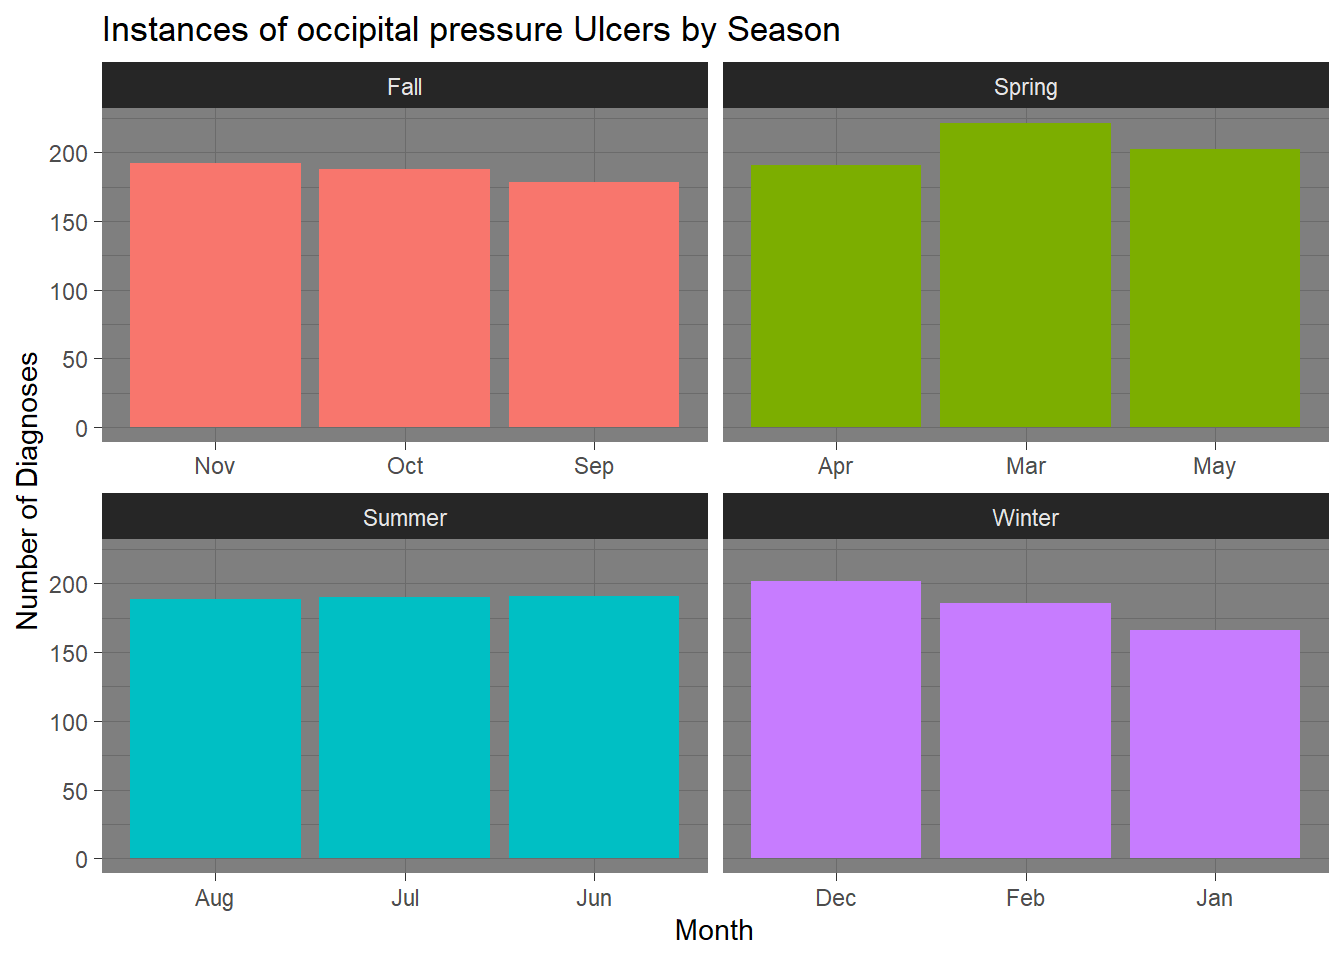 Instances of occipital pressure Ulcers by Season
Fall
Spring
200
150
100
50
0
Nov Oct Sep
Apr Mar May
Summer
Winter
200
150
100
50
0
Aug Jul Jun
Dec Feb Jan
Number of Diagnoses
Month